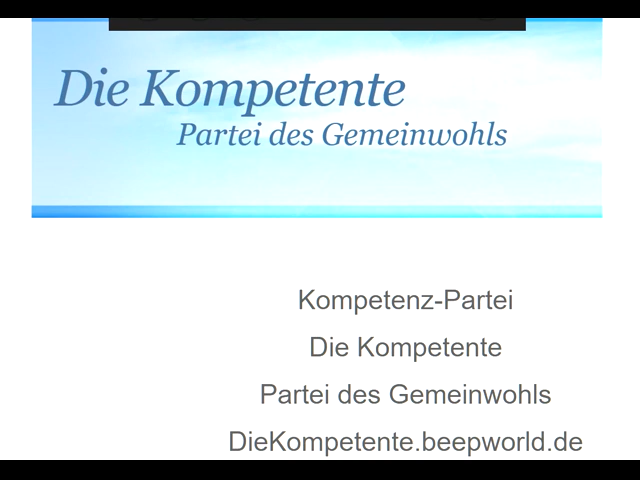 Die Kompetente
Partei des Gemeinwohls
Kompetenz-Partei
Die Kompetente
Partei des Gemeinwohls
DieKompetente.beepworld.de